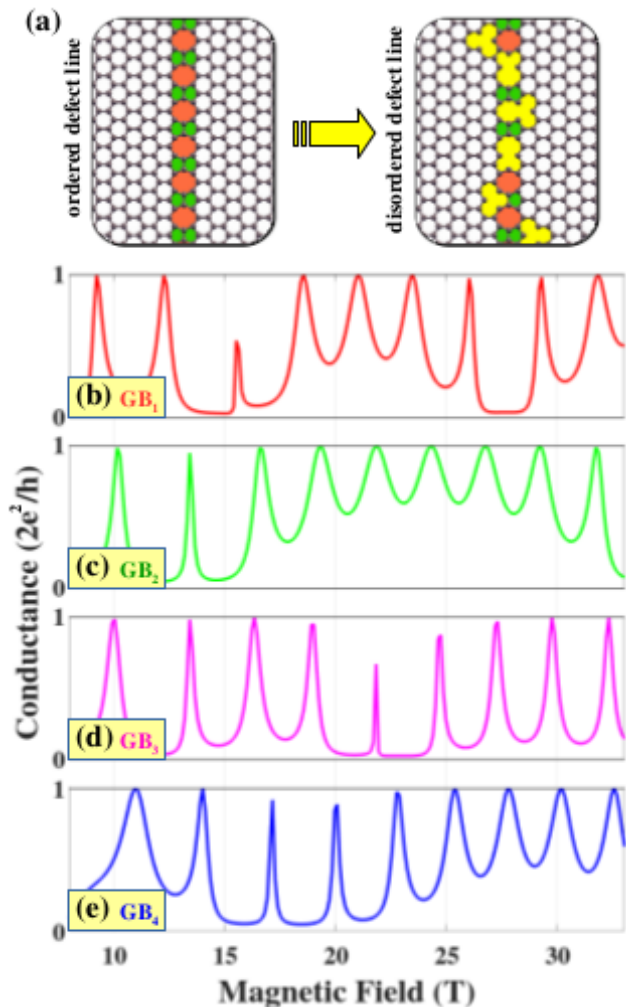 (a)
ordered defect line
disordered defect line
1
(b) GB₁
0
1
(c) GB₂
0
1
(d) GB₃
0
1
(e) GB₄
0
10 15 20 25 30
Magnetic Field (T)
Conductance (2e²/h)